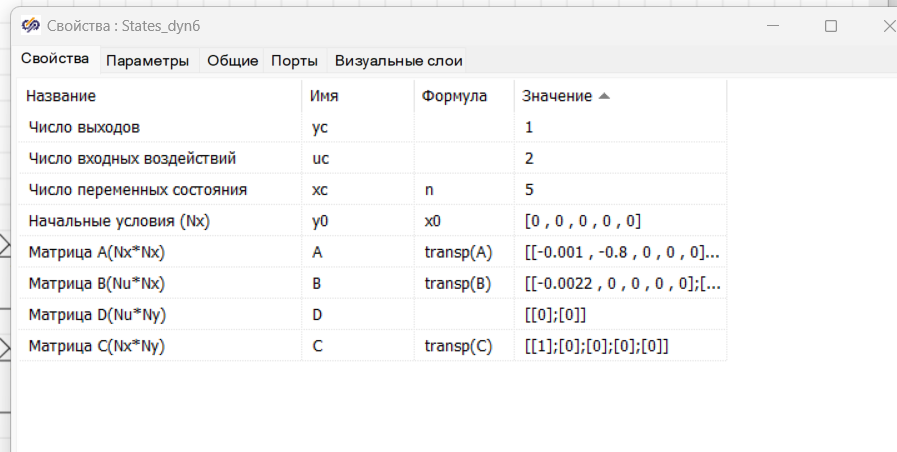 Свойства : States_dyn6
Свойства Параметры Общие Порты Визуальные слои
Название Имя Формула Значение
Число выходов yc 1
Число входных воздействий uc 2
Число переменных состояния xc n 5
Начальные условия (Nx) y0 x0 [0 , 0 , 0 , 0 , 0]
Матрица A(Nx*Nx) A transp(A) [[-0.001 , -0.8 , 0 , 0 , 0]...
Матрица B(Nu*Nx) B transp(B) [[-0.0022 , 0 , 0 , 0 , 0];[...
Матрица D(Nu*Ny) D [[0];[0]]
Матрица C(Nx*Ny) C transp(C) [[1];[0];[0];[0];[0]]